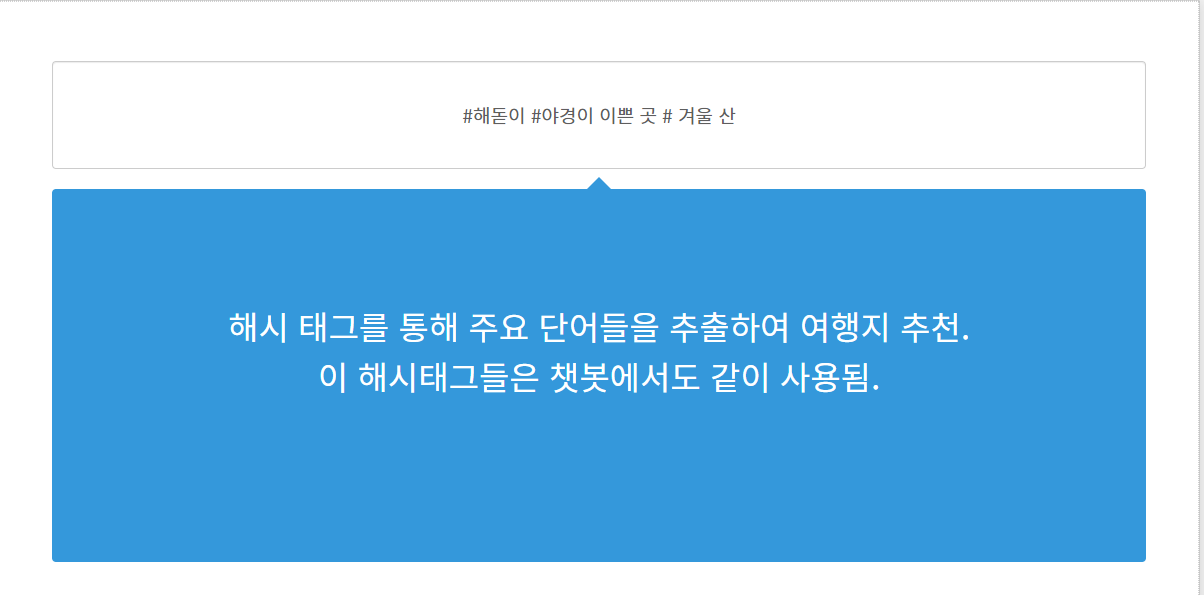 #해돋이 #야경이 이쁜 곳 # 겨울 산
해시 태그를 통해 주요 단어들을 추출하여 여행지 추천.
이 해시태그들은 챗봇에서도 같이 사용됨.